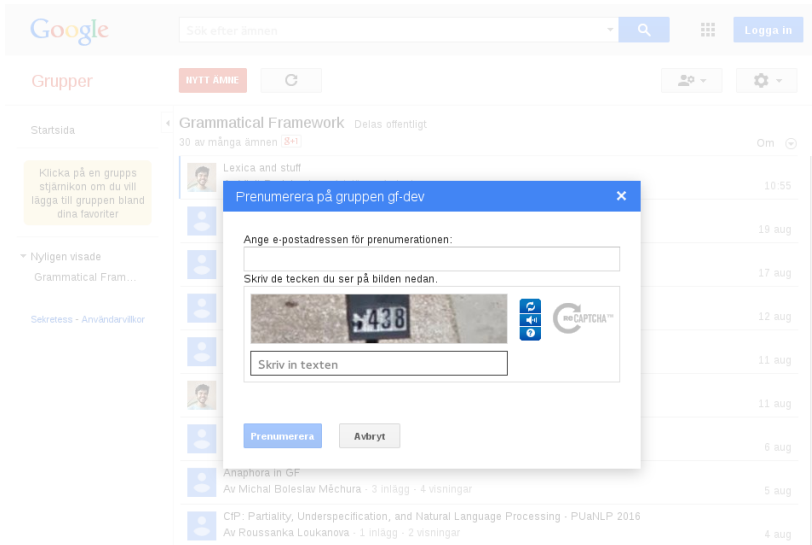 Google
Sök efter ämnen
Logga in
Grupper
NYTT ÄMNE
Startsida
Klicka på en grupps
stjärnikon om du vill
lägga till gruppen bland
dina favoriter
Nyligen visade
Grammatical Fram...
Sekretess - Användarvillkor
Grammatical Framework Delas offentligt
30 av många ämnen g+1
Om
Lexica and stuff
10:55
19 aug
17 aug
12 aug
11 aug
11 aug
6 aug
Prenumerera på gruppen gf-dev
Ange e-postadressen för prenumerationen:
Skriv de tecken du ser på bilden nedan.
reCAPTCHA™
Skriv in texten
Prenumerera
Avbryt
Anaphora in GF
Av Michal Boleslav Měchura - 3 inlägg - 4 visningar
5 aug
CfP: Partiality, Underspecification, and Natural Language Processing - PUaNLP 2016
Av Roussanka Loukanova - 1 inlägg - 2 visningar
4 aug